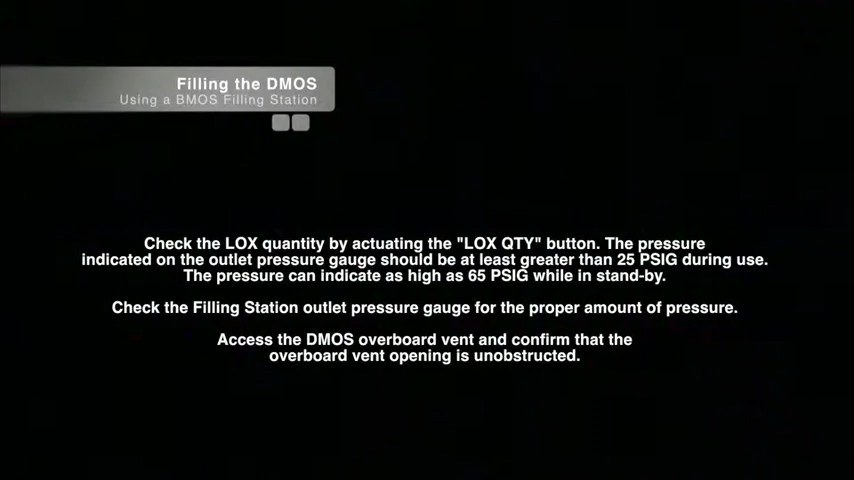 Filling the DMOS
Using a BMOS Filling Station
Check the LOX quantity by actuating the "LOX QTY" button. The pressure
indicated on the outlet pressure gauge should be at least greater than 25 PSIG during use.
The pressure can indicate as high as 65 PSIG while in stand-by.
Check the Filling Station outlet pressure gauge for the proper amount of pressure.
Access the DMOS overboard vent and confirm that the
overboard vent opening is unobstructed.